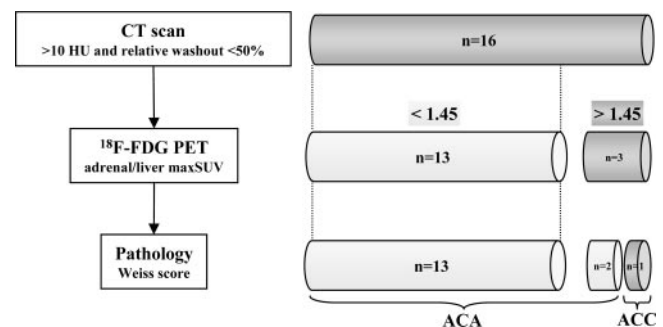 CT scan
>10 HU and relative washout <50%
n=16
< 1.45
> 1.45
¹⁸F-FDG PET
adrenal/liver maxSUV
n=13
n=3
Pathology
Weiss score
n=13
n=2
n=1
ACA
ACC